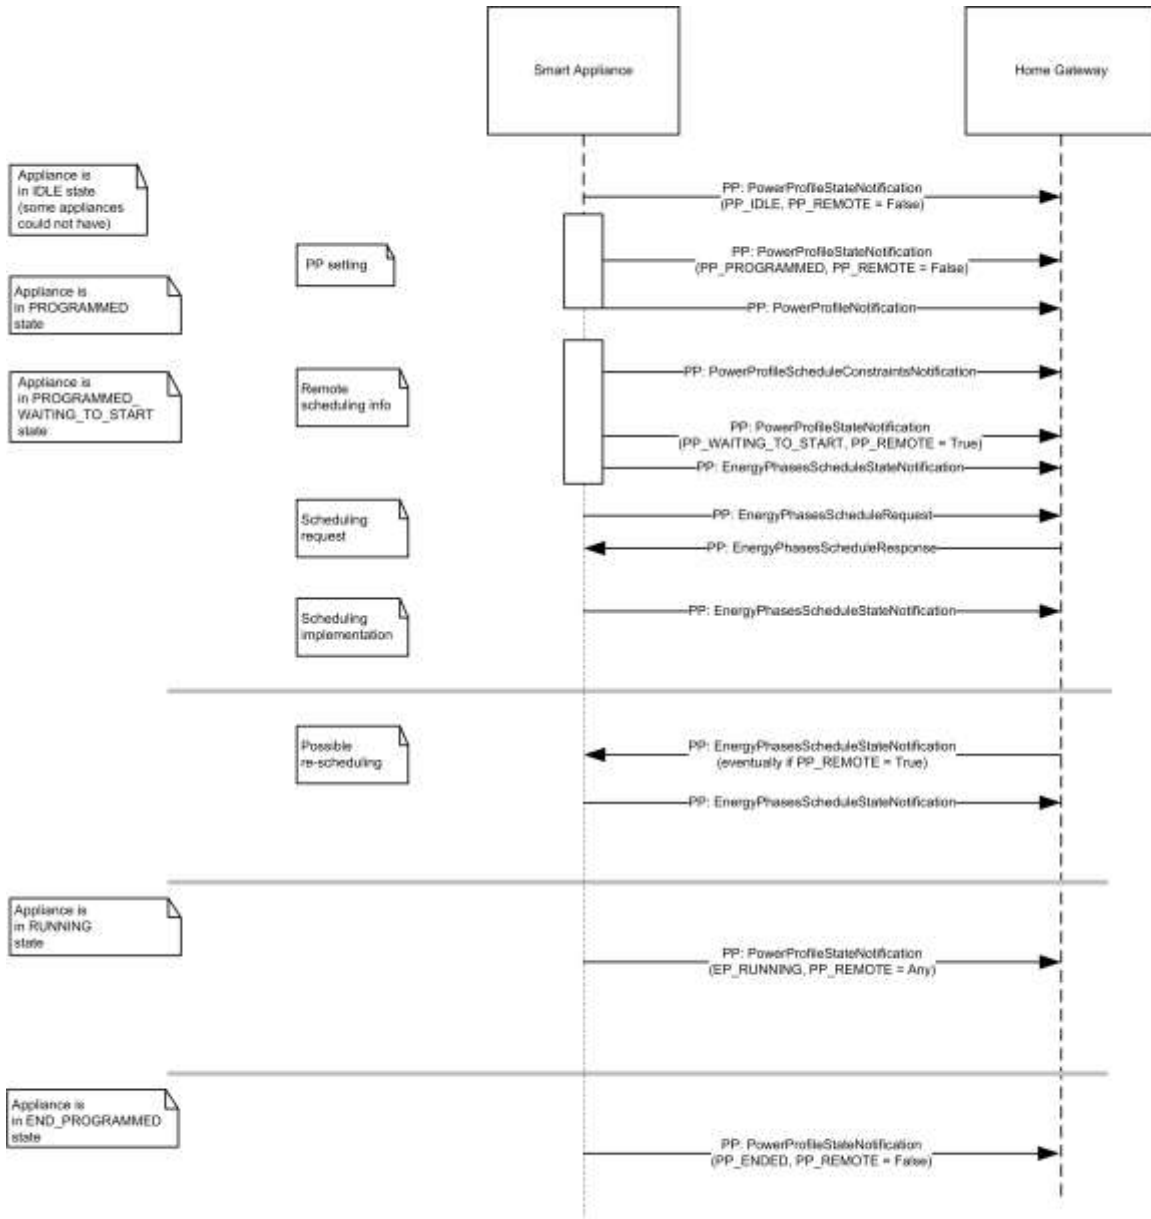 Smart Appliance
Home Gateway
Appliance is
in IDLE state
(some appliances
could not have)
PP: PowerProfileStateNotification
(PP_IDLE, PP_REMOTE = False)
PP setting
PP: PowerProfileStateNotification
(PP_PROGRAMMED, PP_REMOTE = False)
Appliance is
in PROGRAMMED
state
PP: PowerProfileNotification
Appliance is
in PROGRAMMED_
WAITING_TO_START
state
Remote
scheduling info
PP: PowerProfileScheduleConstraintsNotification
PP: PowerProfileStateNotification
(PP_WAITING_TO_START, PP_REMOTE = True)
PP: EnergyPhasesScheduleStateNotification
Scheduling
request
PP: EnergyPhasesScheduleRequest
PP: EnergyPhasesScheduleResponse
Scheduling
implementation
PP: EnergyPhasesScheduleStateNotification
Possible
re-scheduling
PP: EnergyPhasesScheduleStateNotification
(eventually if PP_REMOTE = True)
PP: EnergyPhasesScheduleStateNotification
Appliance is
in RUNNING
state
PP: PowerProfileStateNotification
(EP_RUNNING, PP_REMOTE = Any)
Appliance is
in END_PROGRAMMED
state
PP: PowerProfileStateNotification
(PP_ENDED, PP_REMOTE = False)